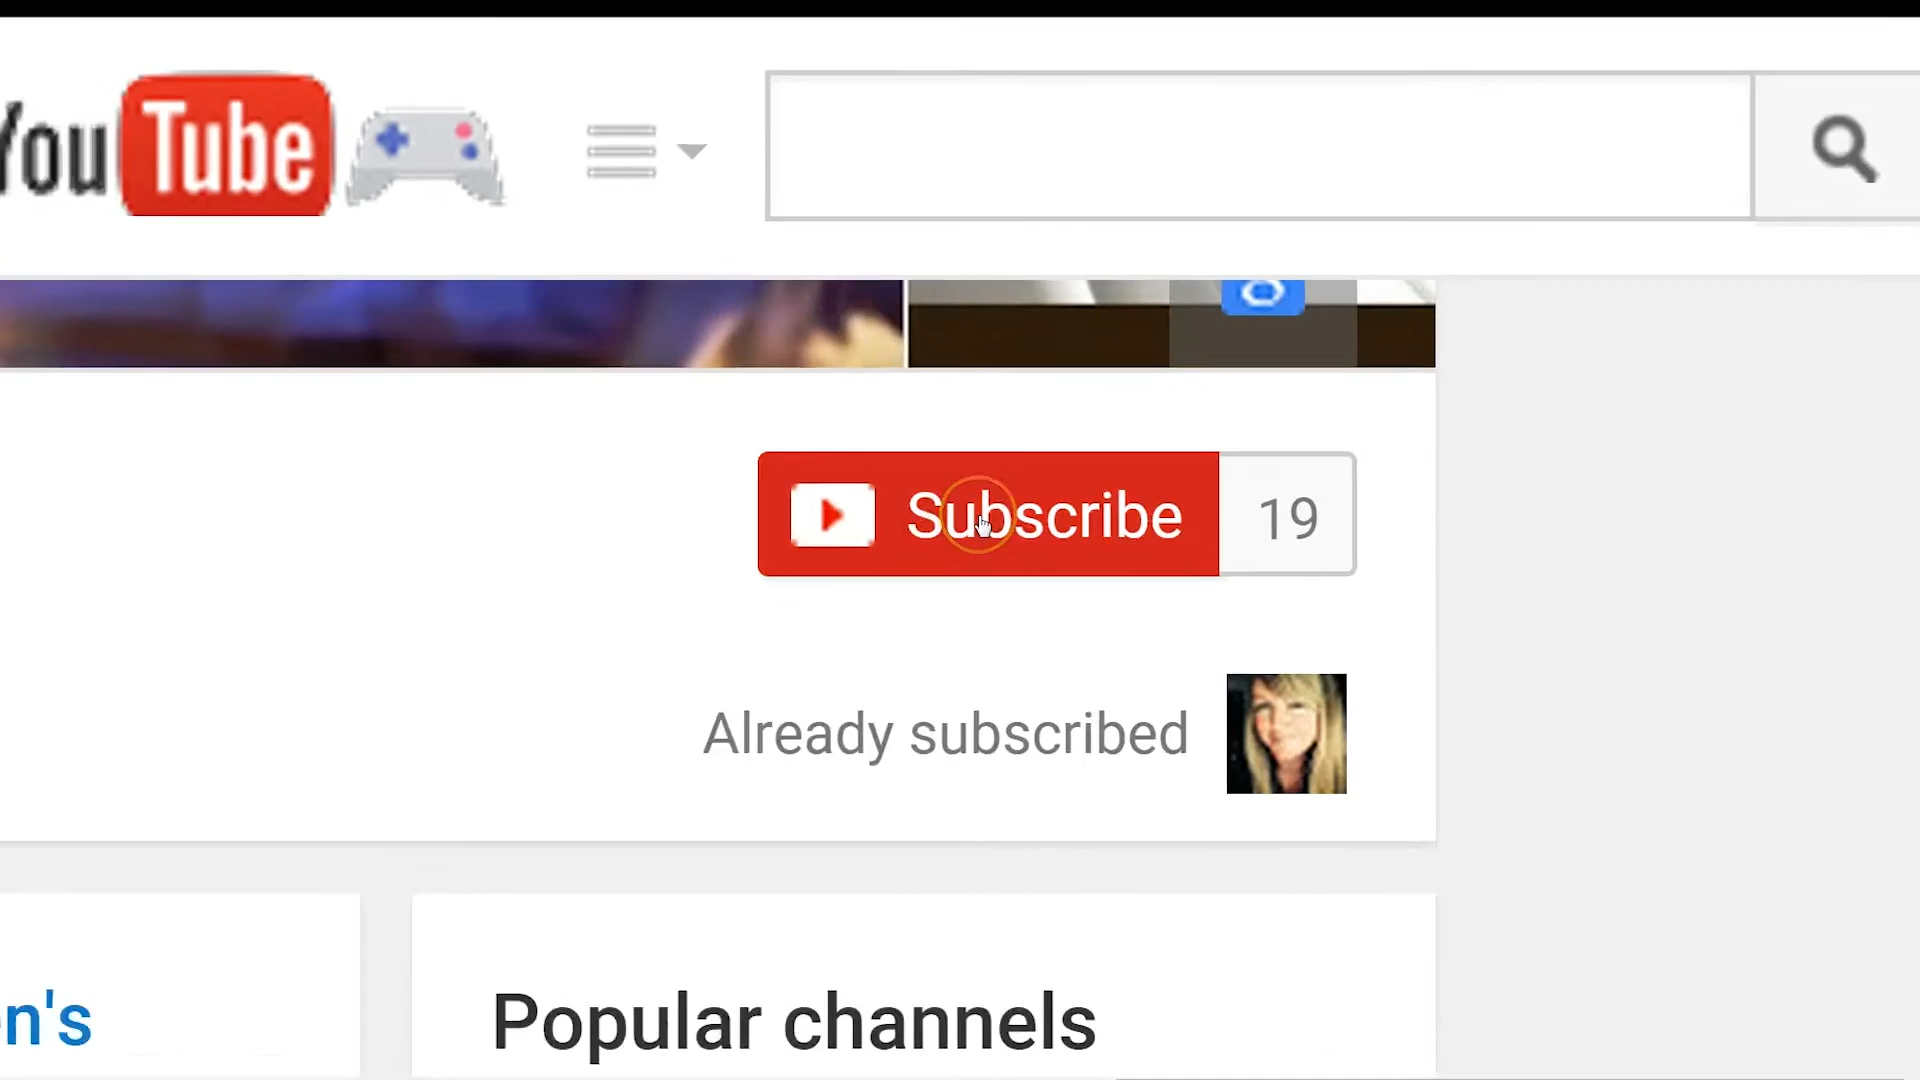 YouTube
Subscribe 19
Already subscribed
n's
Popular channels